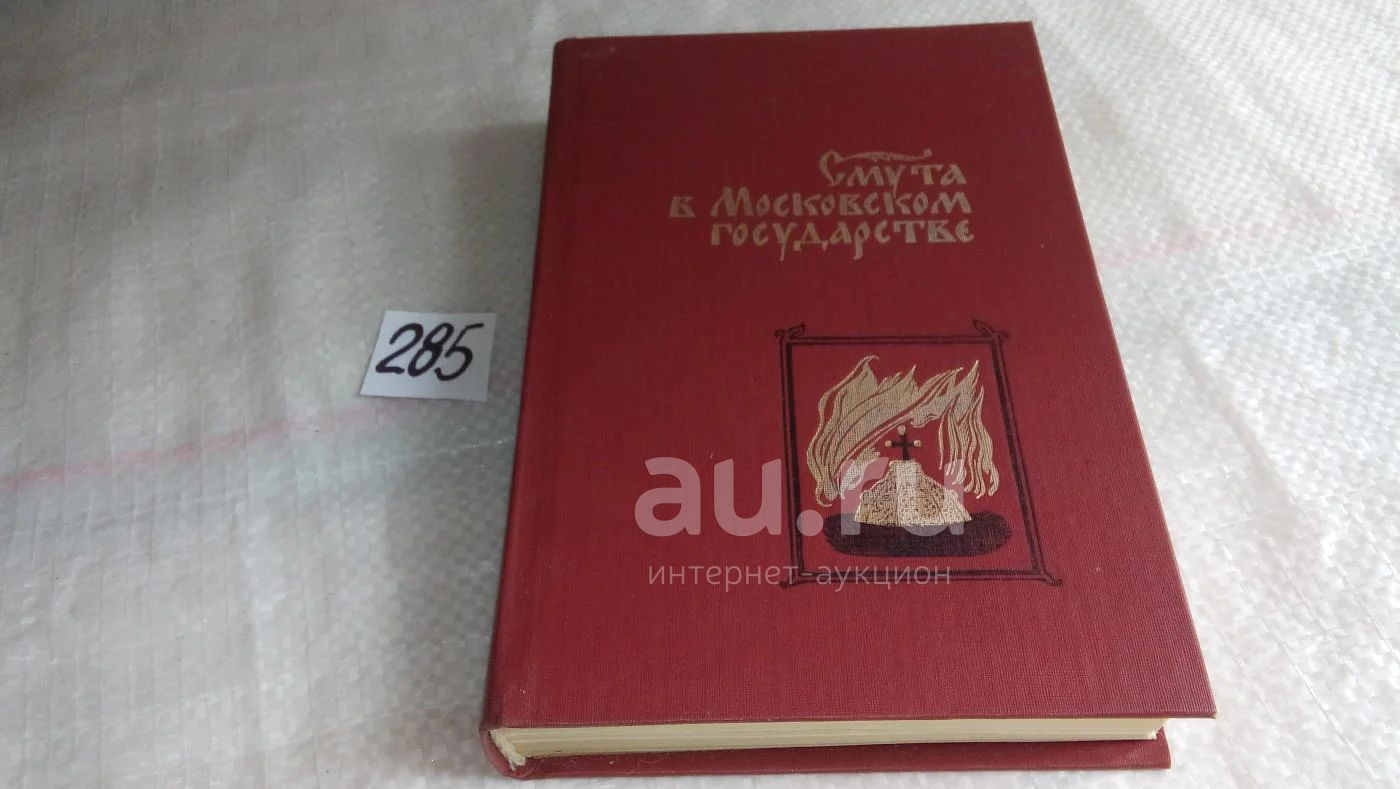 Смута
в Московском
государстве
285
au.ru
интернет-аукцион